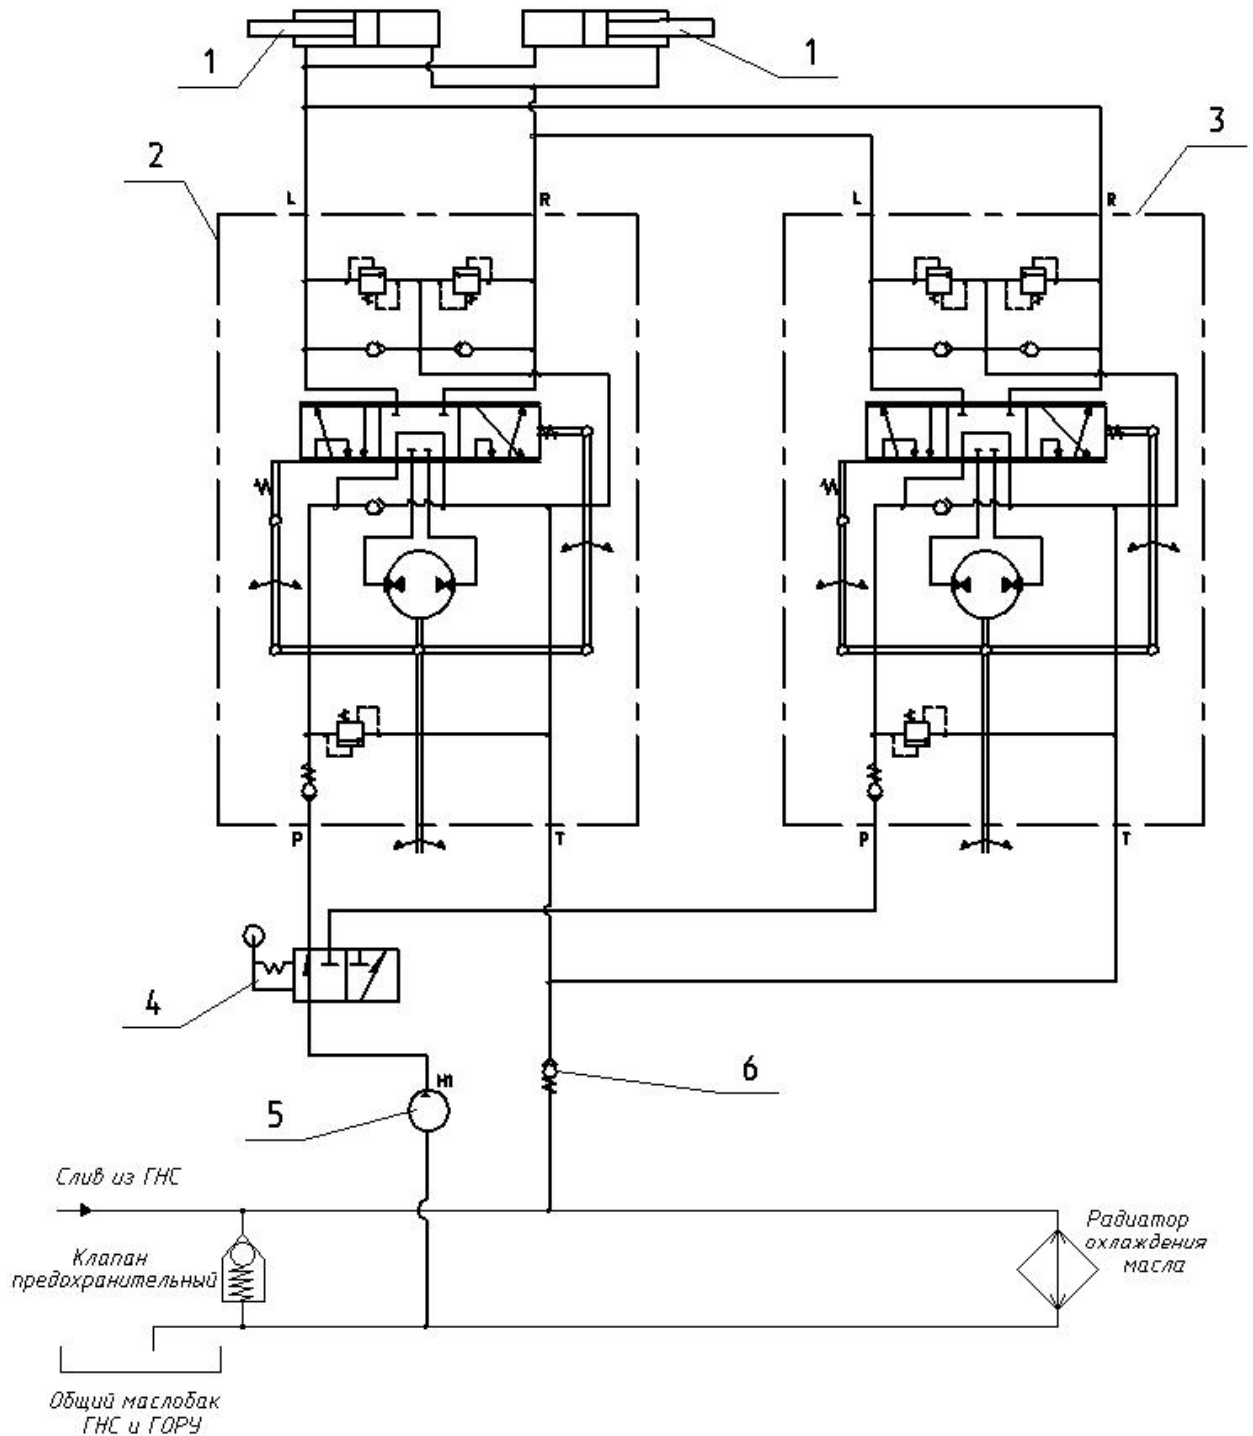 1
1
2
3
L
R
L
R
P
T
P
T
4
6
Н1
5
Слив из ГНС
Клапан
предохранительный
Радиатор
охлаждения
масла
Общий маслобак
ГНС и ГОРУ